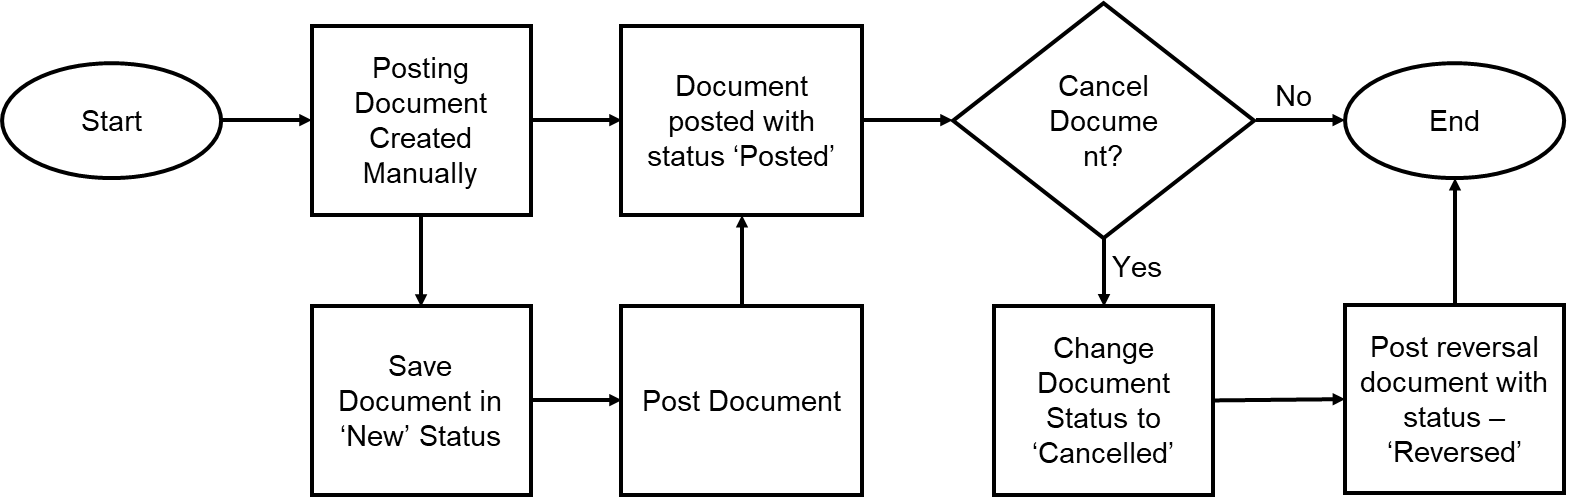 Start
Posting
Document
Created
Manually
Document
posted with
status ‘Posted’
Cancel
Docume
nt?
No
End
Yes
Save
Document in
‘New’ Status
Post Document
Change
Document
Status to
‘Cancelled’
Post reversal
document with
status –
‘Reversed’